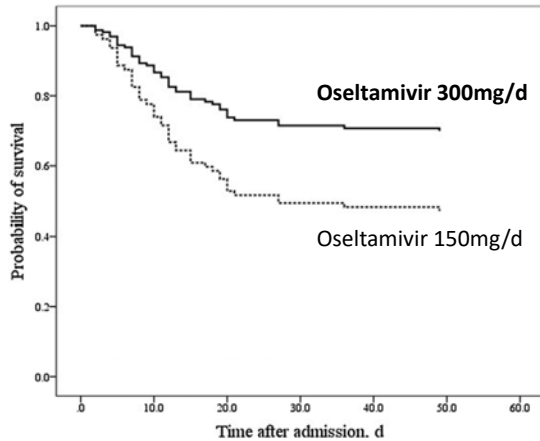 1.0
0.8
0.6
0.4
0.2
0.0
Probability of survival
Oseltamivir 300mg/d
Oseltamivir 150mg/d
.0 10.0 20.0 30.0 40.0 50.0 60.0
Time after admission, d